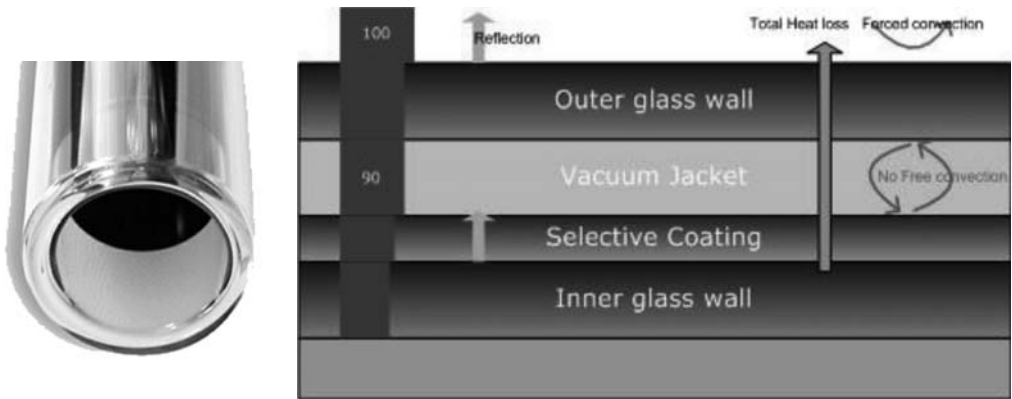 100
Reflection
Total Heat loss
Forced convection
Outer glass wall
90
Vacuum Jacket
No Free convection
Selective Coating
Inner glass wall